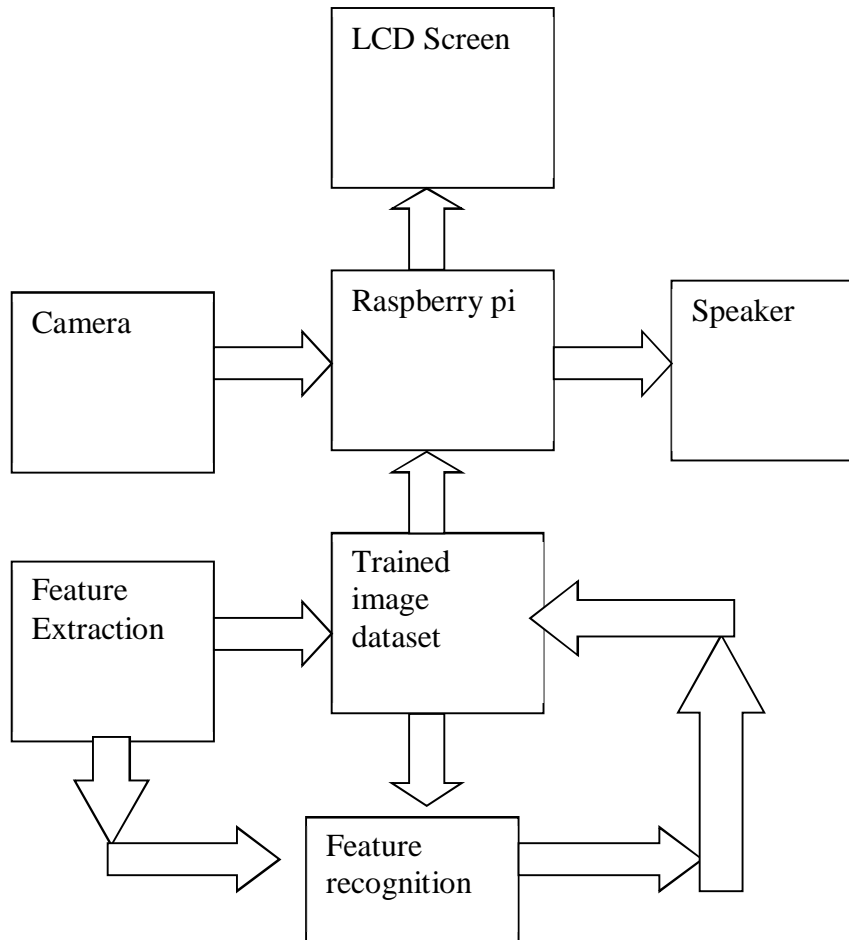 LCD Screen
Camera
Raspberry pi
Speaker
Feature
Extraction
Trained
image
dataset
Feature
recognition